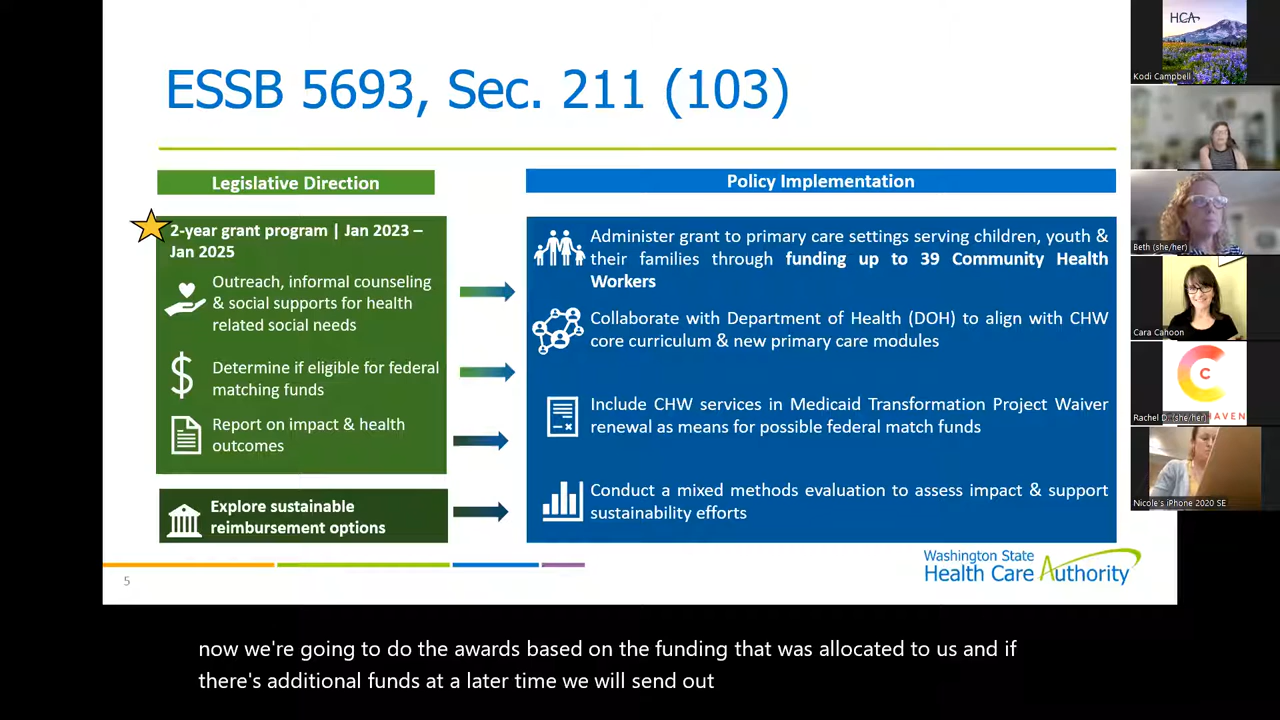 ESSB 5693, Sec. 211 (103)
Legislative Direction
2-year grant program | Jan 2023 –
Jan 2025
Outreach, informal counseling
& social supports for health
related social needs
Determine if eligible for federal
matching funds
Report on impact & health
outcomes
Explore sustainable
reimbursement options
Policy Implementation
Administer grant to primary care settings serving children, youth &
their families through funding up to 39 Community Health
Workers
Collaborate with Department of Health (DOH) to align with CHW
core curriculum & new primary care modules
Include CHW services in Medicaid Transformation Project Waiver
renewal as means for possible federal match funds
Conduct a mixed methods evaluation to assess impact & support
sustainability efforts
5
Washington State
Health Care Authority
HCA
Kodi Campbell
Beth (she/her)
Cara Cahoon
C
Rachel D. (she/her)
HAVEN
Nicole's iPhone 2020 SE
now we're going to do the awards based on the funding that was allocated to us and if
there's additional funds at a later time we will send out